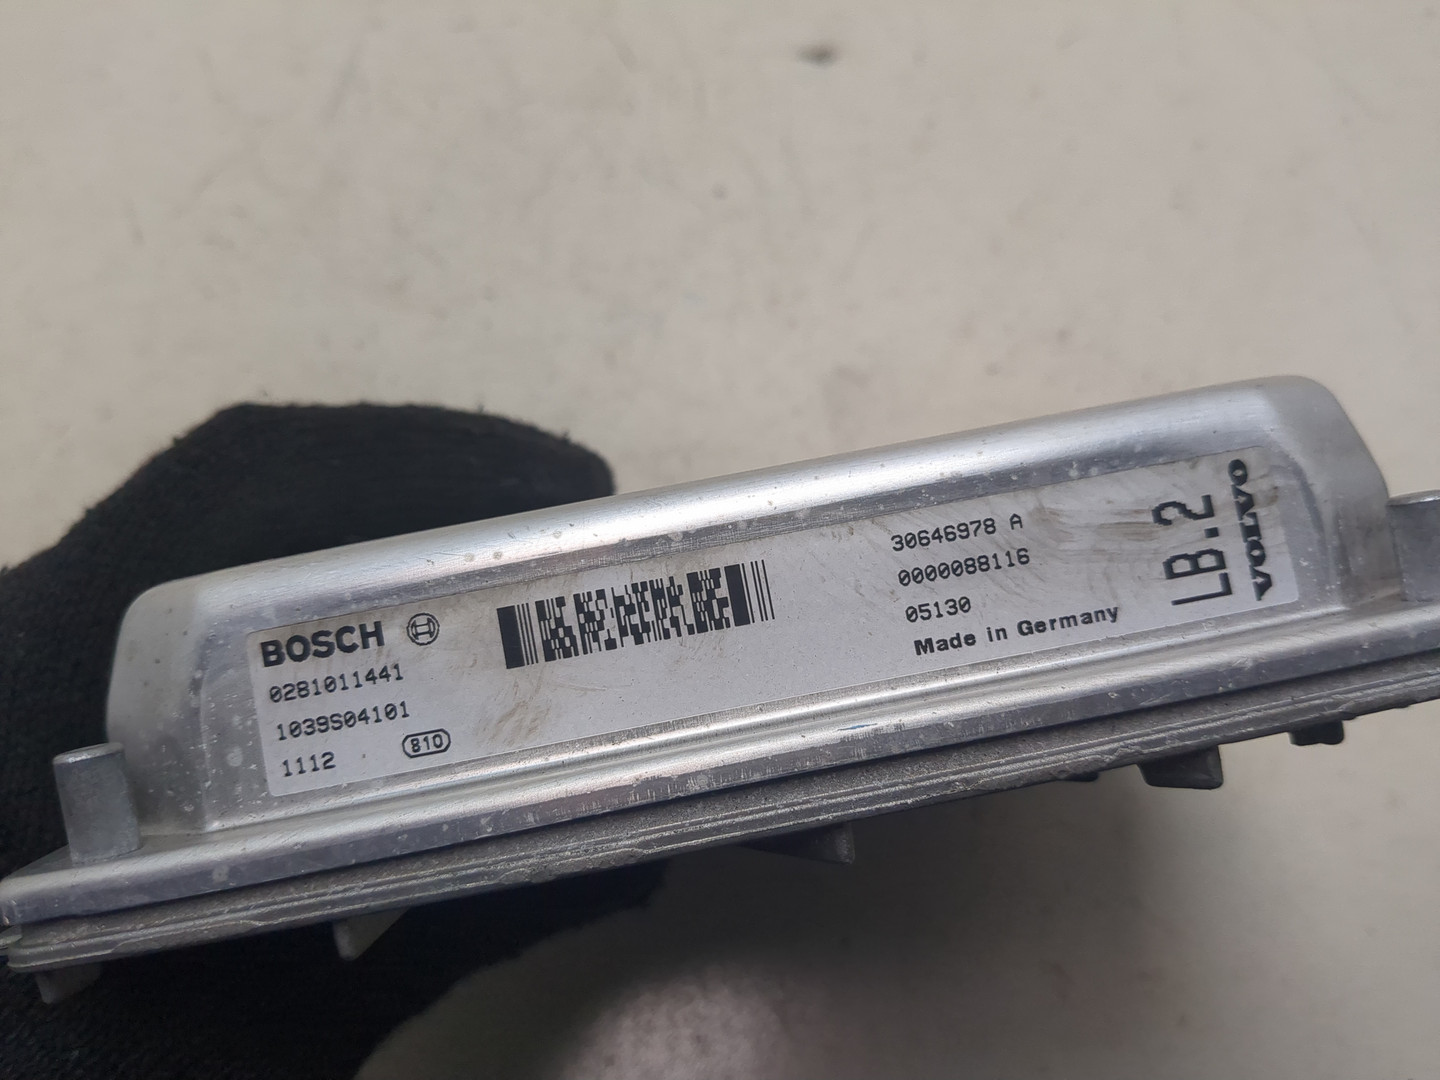 BOSCH
0281011441
1039S04101
1112
810
30646978 A
0000088116
05130
Made in Germany
LB.2
VOLVO